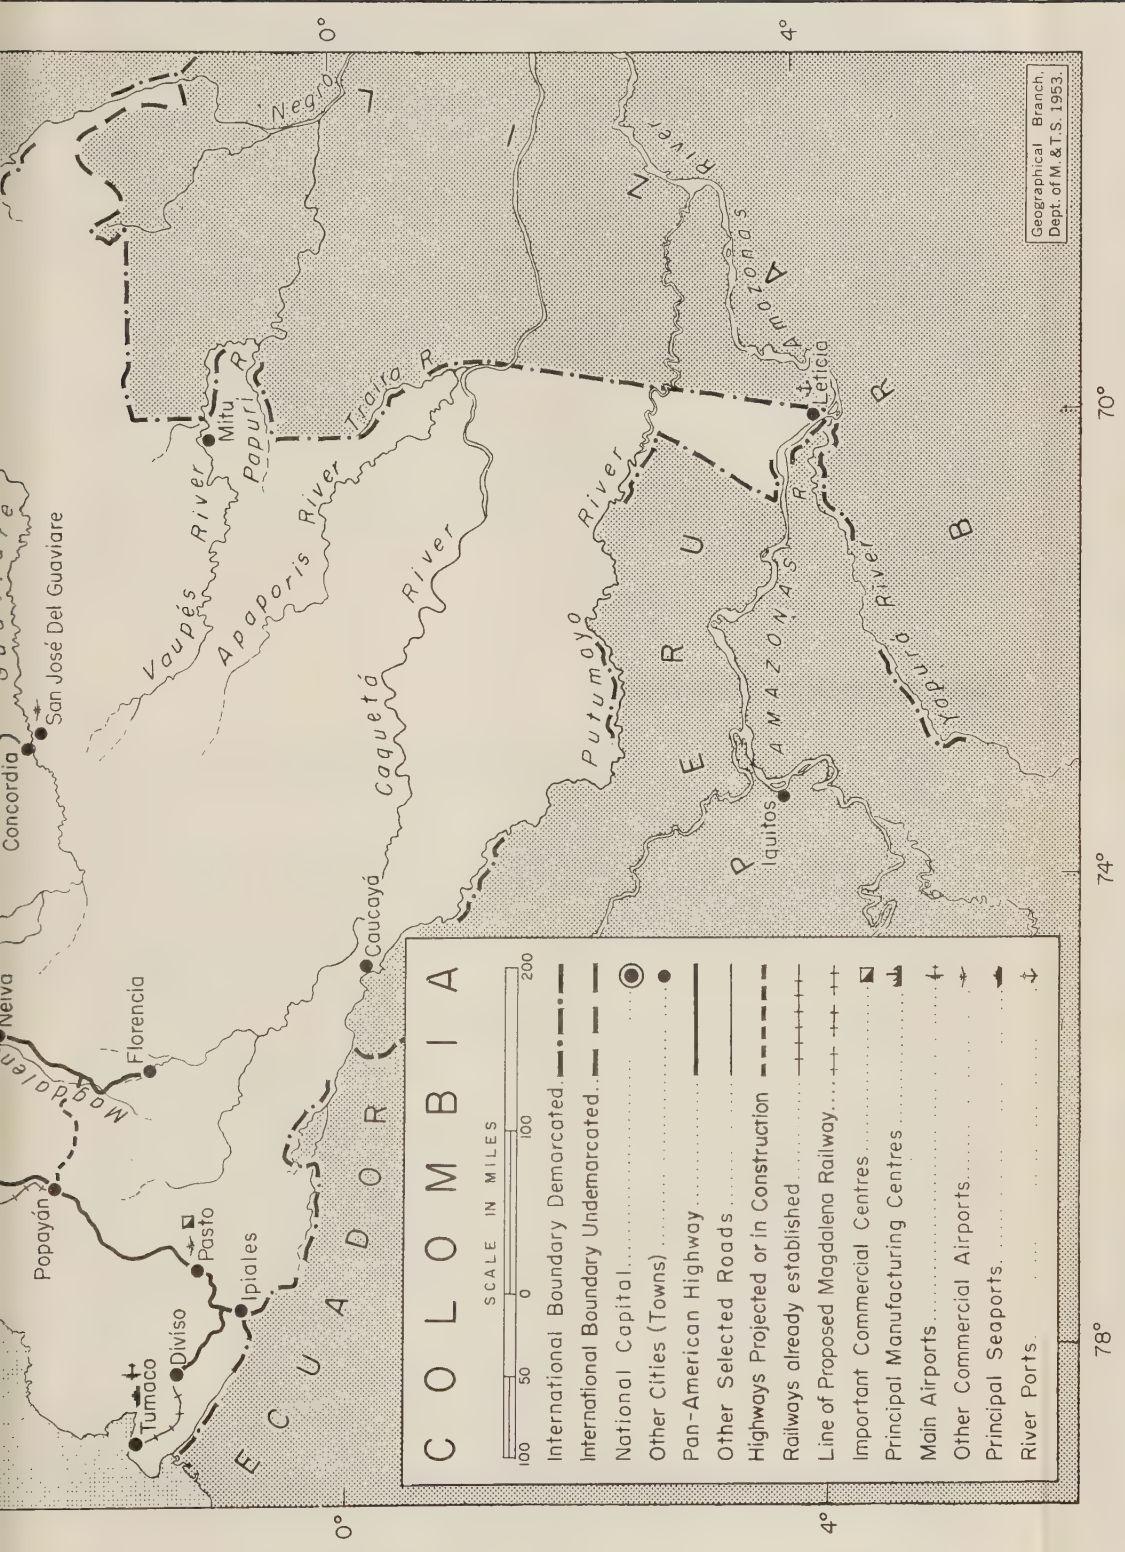 COLOMBIA
SCALE IN MILES
100 50 0 100 200
International Boundary Demarcated
International Boundary Undemarcated
National Capital
Other Cities (Towns)
Pan-American Highway
Other Selected Roads
Highways Projected or in Construction
Railways already established
Line of Proposed Magdalena Railway
Important Commercial Centres
Principal Manufacturing Centres
Main Airports
Other Commercial Airports
Principal Seaports
River Ports
Tumaco
Diviso
Ipiales
Pasto
Popayán
Florencia
Neiva
Magdalen
Caucayá
Concordia
San José Del Guaviare
Vaupés River
Apaporis River
Caqueta River
Putumayo River
Mitu
Papuri R
Traira R
Negro
Iquitos
AMAZONAS R.
Yapurá River
Leticia
Amazonas River
ECUADOR
PERU
BRAZIL
0°
4°
0°
4°
78°
74°
70°
Geographical Branch,
Dept. of M. & T.S. 1953.